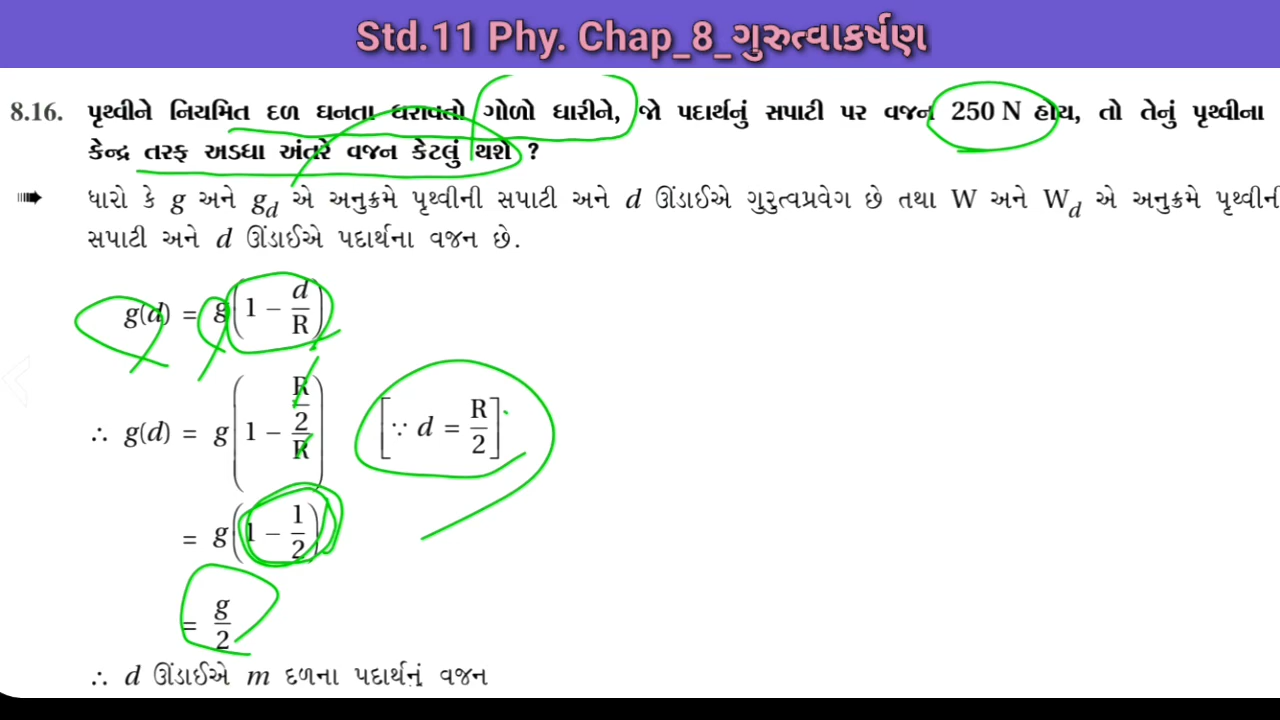 Std.11 Phy. Chap_8_ગુરુત્વાકર્ષણ
8.16. પૃથ્વીને નિયમિત દળ ઘનતા ધરાવતો ગોળો ધારીને, જો પદાર્થનું સપાટી પર વજન 250 N હોય, તો તેનું પૃથ્વીના
કેન્દ્ર તરફ અડધા અંતરે વજન કેટલું થશે ?
➠ ધારો કે g અને g_d એ અનુક્રમે પૃથ્વીની સપાટી અને d ઊંડાઈએ ગુરુત્વપ્રવેગ છે તથા W અને W_d એ અનુક્રમે પૃથ્વીની
સપાટી અને d ઊંડાઈએ પદાર્થના વજન છે.
g(d) = g(1 − d/R)
∴ g(d) = g(1 − (R/2)/R) [∵ d = R/2]
= g(1 − 1/2)
= g/2
∴ d ઊંડાઈએ m દળના પદાર્થનું વજન